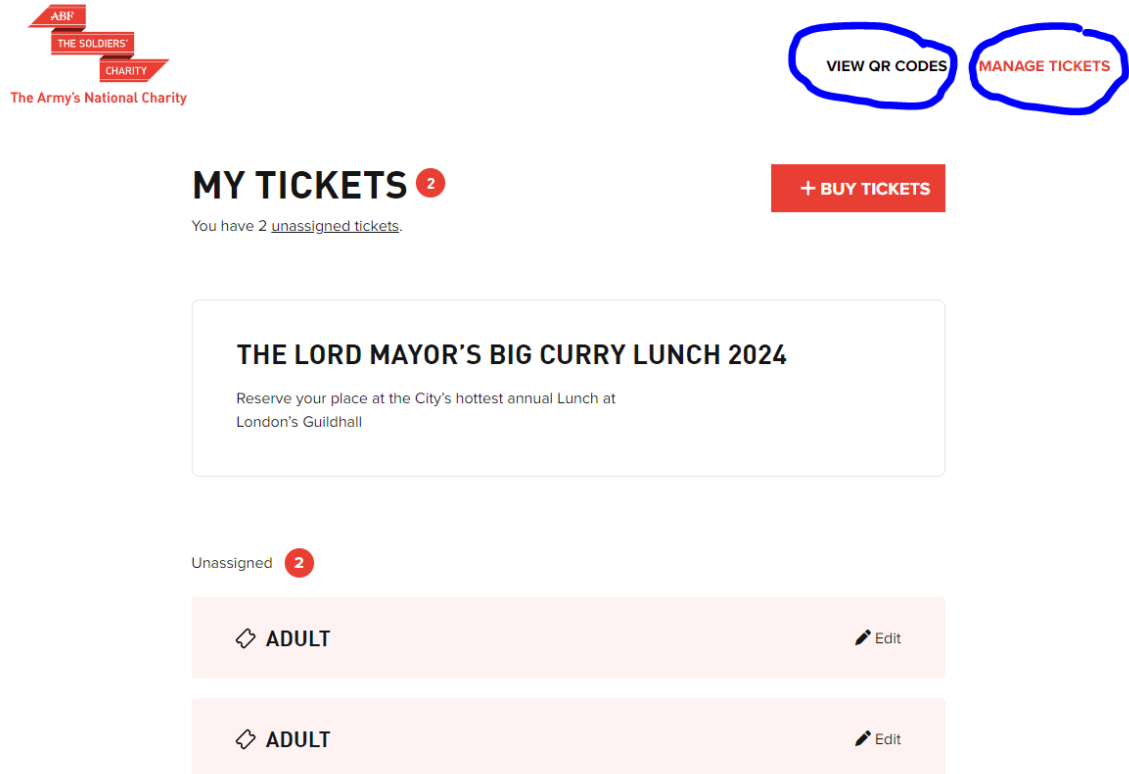 ABF
THE SOLDIERS'
CHARITY
The Army's National Charity
VIEW QR CODES
MANAGE TICKETS
MY TICKETS 2
+ BUY TICKETS
You have 2 unassigned tickets.
THE LORD MAYOR'S BIG CURRY LUNCH 2024
Reserve your place at the City's hottest annual Lunch at
London's Guildhall
Unassigned 2
ADULT
Edit
ADULT
Edit